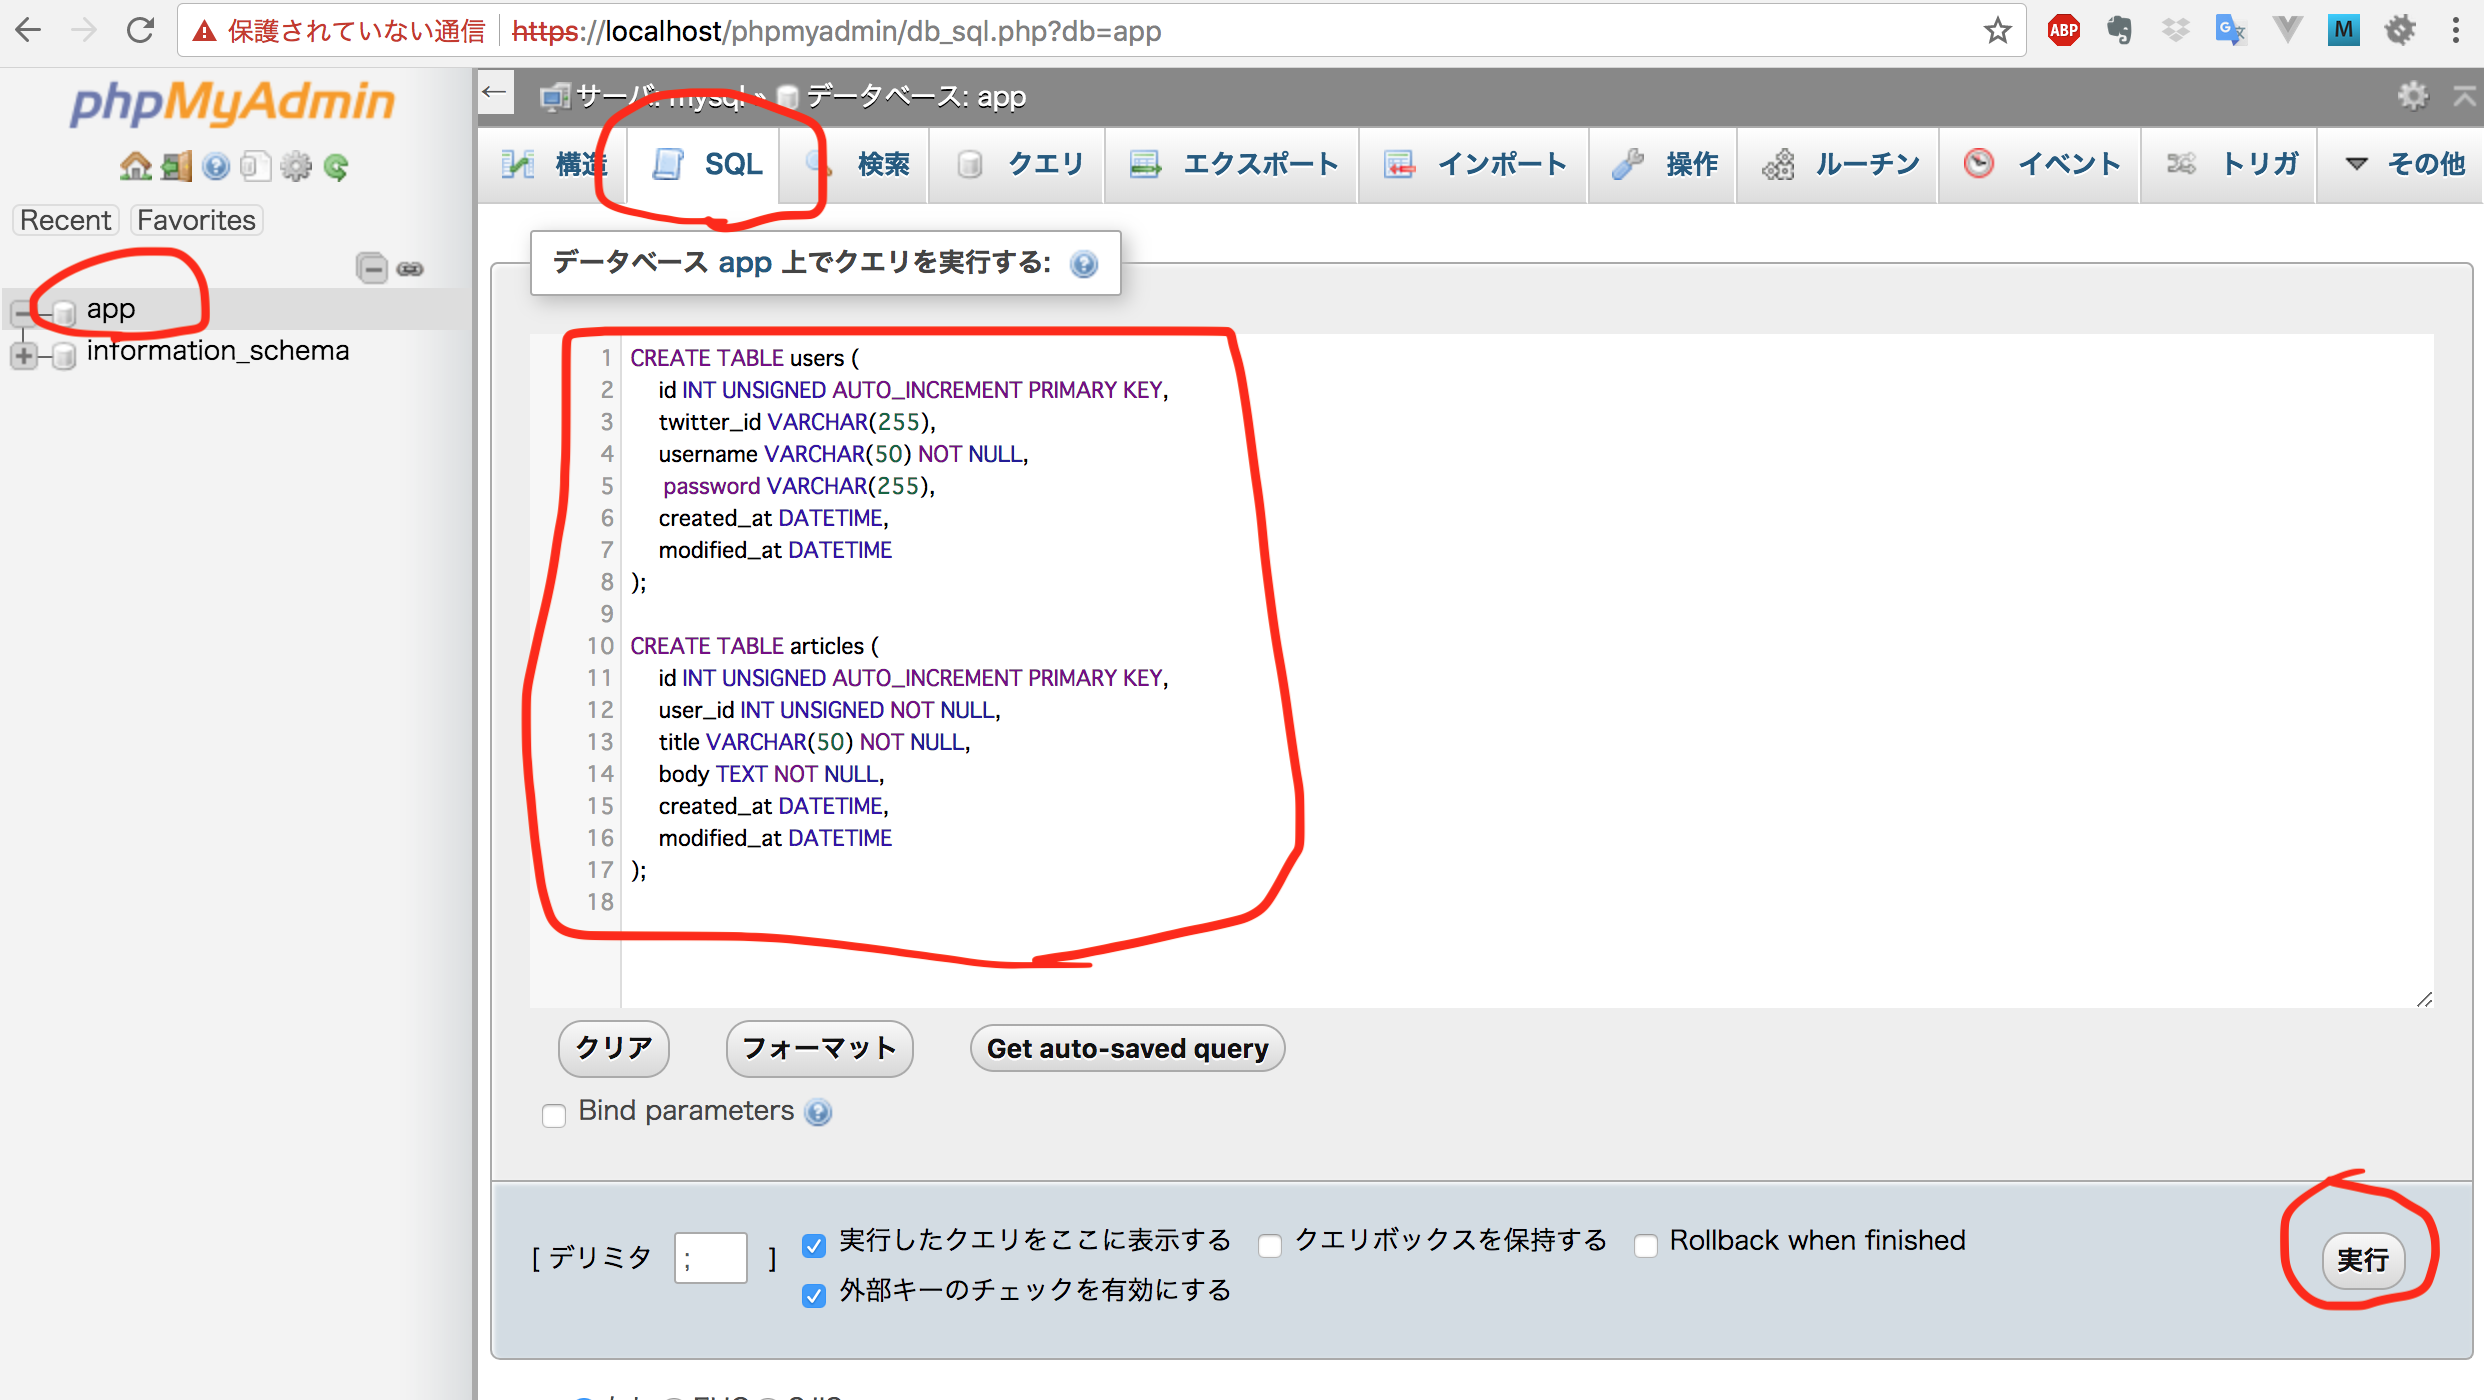 保護されていない通信 https://localhost/phpmyadmin/db_sql.php?db=app
ABP
M
phpMyAdmin
Recent Favorites
app
information_schema
サーバ: mysql » データベース: app
構造 SQL 検索 クエリ エクスポート インポート 操作 ルーチン イベント トリガ その他
データベース app 上でクエリを実行する:
1 CREATE TABLE users (
2 id INT UNSIGNED AUTO_INCREMENT PRIMARY KEY,
3 twitter_id VARCHAR(255),
4 username VARCHAR(50) NOT NULL,
5 password VARCHAR(255),
6 created_at DATETIME,
7 modified_at DATETIME
8 );
9
10 CREATE TABLE articles (
11 id INT UNSIGNED AUTO_INCREMENT PRIMARY KEY,
12 user_id INT UNSIGNED NOT NULL,
13 title VARCHAR(50) NOT NULL,
14 body TEXT NOT NULL,
15 created_at DATETIME,
16 modified_at DATETIME
17 );
18
クリア フォーマット Get auto-saved query
Bind parameters
[ デリミタ ; ] 実行したクエリをここに表示する クエリボックスを保持する Rollback when finished
外部キーのチェックを有効にする
実行